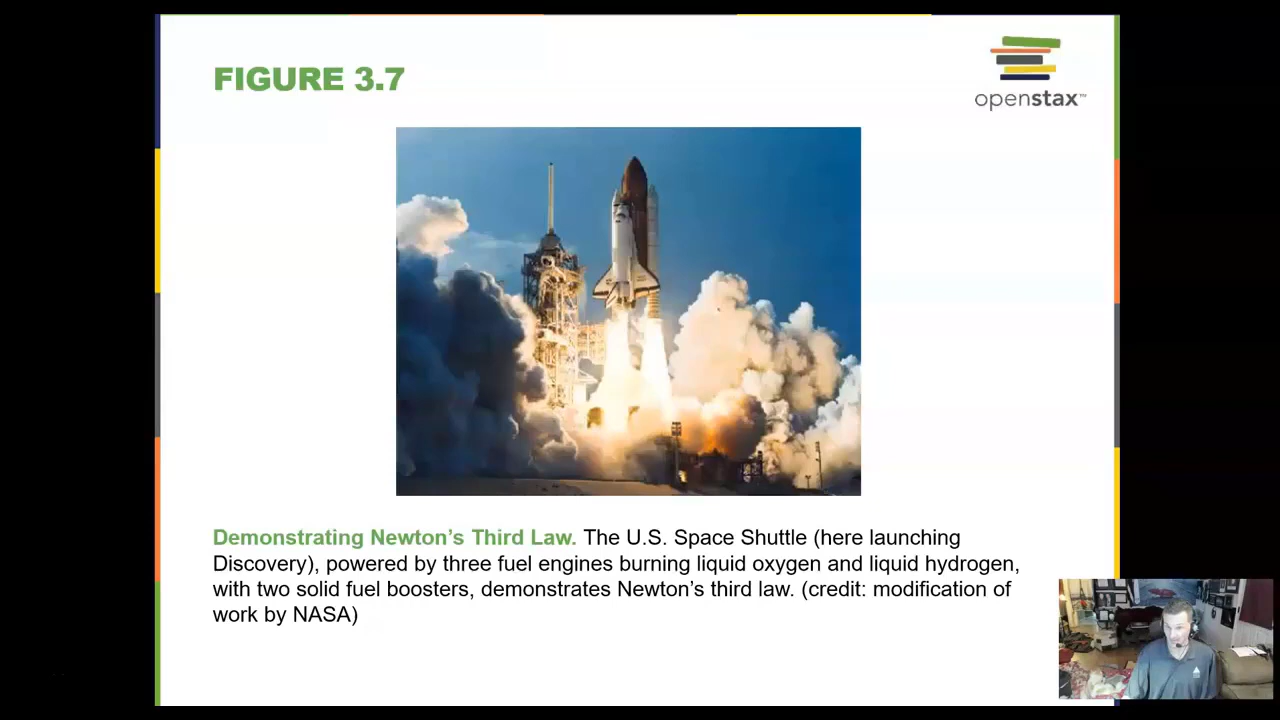 FIGURE 3.7
openstax™
Demonstrating Newton's Third Law. The U.S. Space Shuttle (here launching
Discovery), powered by three fuel engines burning liquid oxygen and liquid hydrogen,
with two solid fuel boosters, demonstrates Newton's third law. (credit: modification of
work by NASA)